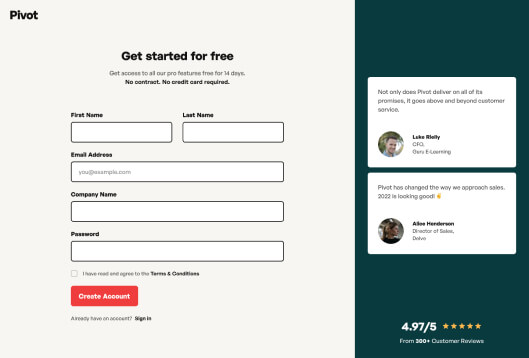 Pivot
Get started for free
Get access to all our pro features free for 14 days.
No contract. No credit card required.
First Name
Last Name
Email Address
you@example.com
Company Name
Password
I have read and agree to the Terms & Conditions
Create Account
Already have an account? Sign in
Not only does Pivot deliver on all of its
promises, it goes above and beyond customer
service.
Luke Rielly
CFO,
Guru E-Learning
Pivot has changed the way we approach sales.
2022 is looking good! ✌️
Alice Henderson
Director of Sales,
Delve
4.97/5 ★★★★★
From 300+ Customer Reviews